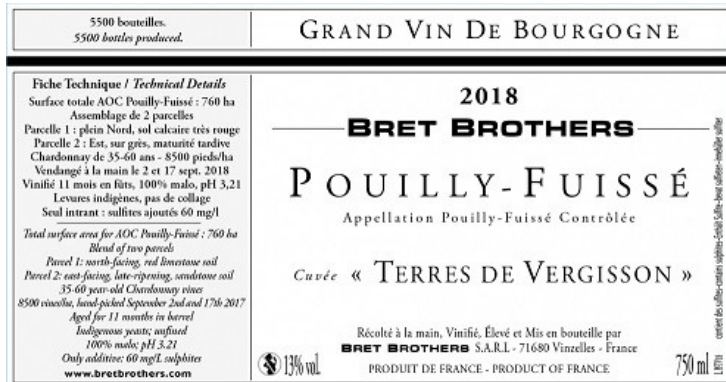 5500 bouteilles.
5500 bottles produced.
GRAND VIN DE BOURGOGNE
Fiche Technique / Technical Details
Surface totale AOC Pouilly-Fuissé : 760 ha
Assemblage de 2 parcelles
Parcelle 1 : plein Nord, sol calcaire très rouge
Parcelle 2 : Est, sur grès, maturité tardive
Chardonnay de 35-60 ans - 8500 pieds/ha
Vendangé à la main le 2 et 17 sept. 2018
Vinifié 11 mois en fûts, 100% malo, pH 3,21
Levures indigènes, pas de collage
Seul intrant : sulfites ajoutés 60 mg/l
Total surface area for AOC Pouilly-Fuissé : 760 ha
Blend of two parcels
Parcel 1: north-facing, red limestone soil
Parcel 2: east-facing, late-ripening, sandstone soil
35-60 year-old Chardonnay vines
8500 vines/ha, hand-picked September 2nd and 17th 2017
Aged for 11 months in barrel
Indigenous yeasts; unfined
100% malo; pH 3.21
Only additive: 60 mg/L sulphites
www.bretbrothers.com
2018
BRET BROTHERS
POUILLY-FUISSÉ
Appellation Pouilly-Fuissé Contrôlée
Cuvée « TERRES DE VERGISSON »
Récolté à la main, Vinifié, Élevé et Mis en bouteille par
BRET BROTHERS S.A.R.L - 71680 Vinzelles - France
13% vol.
PRODUIT DE FRANCE - PRODUCT OF FRANCE
750 ml
contient des sulfites-contains sulphites-